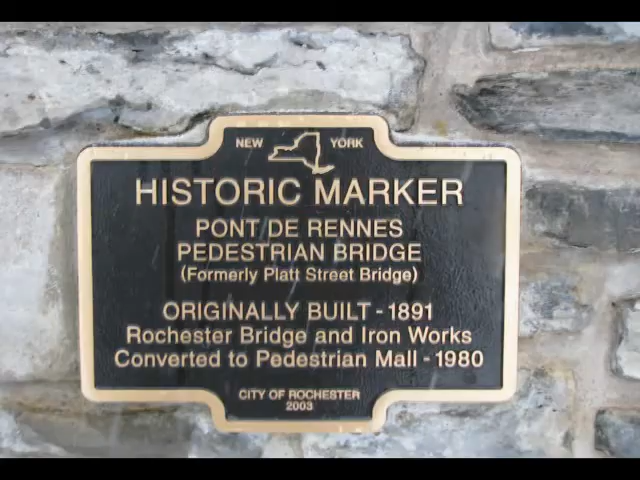 NEW YORK
HISTORIC MARKER
PONT DE RENNES
PEDESTRIAN BRIDGE
(Formerly Platt Street Bridge)
ORIGINALLY BUILT - 1891
Rochester Bridge and Iron Works
Converted to Pedestrian Mall - 1980
CITY OF ROCHESTER
2003